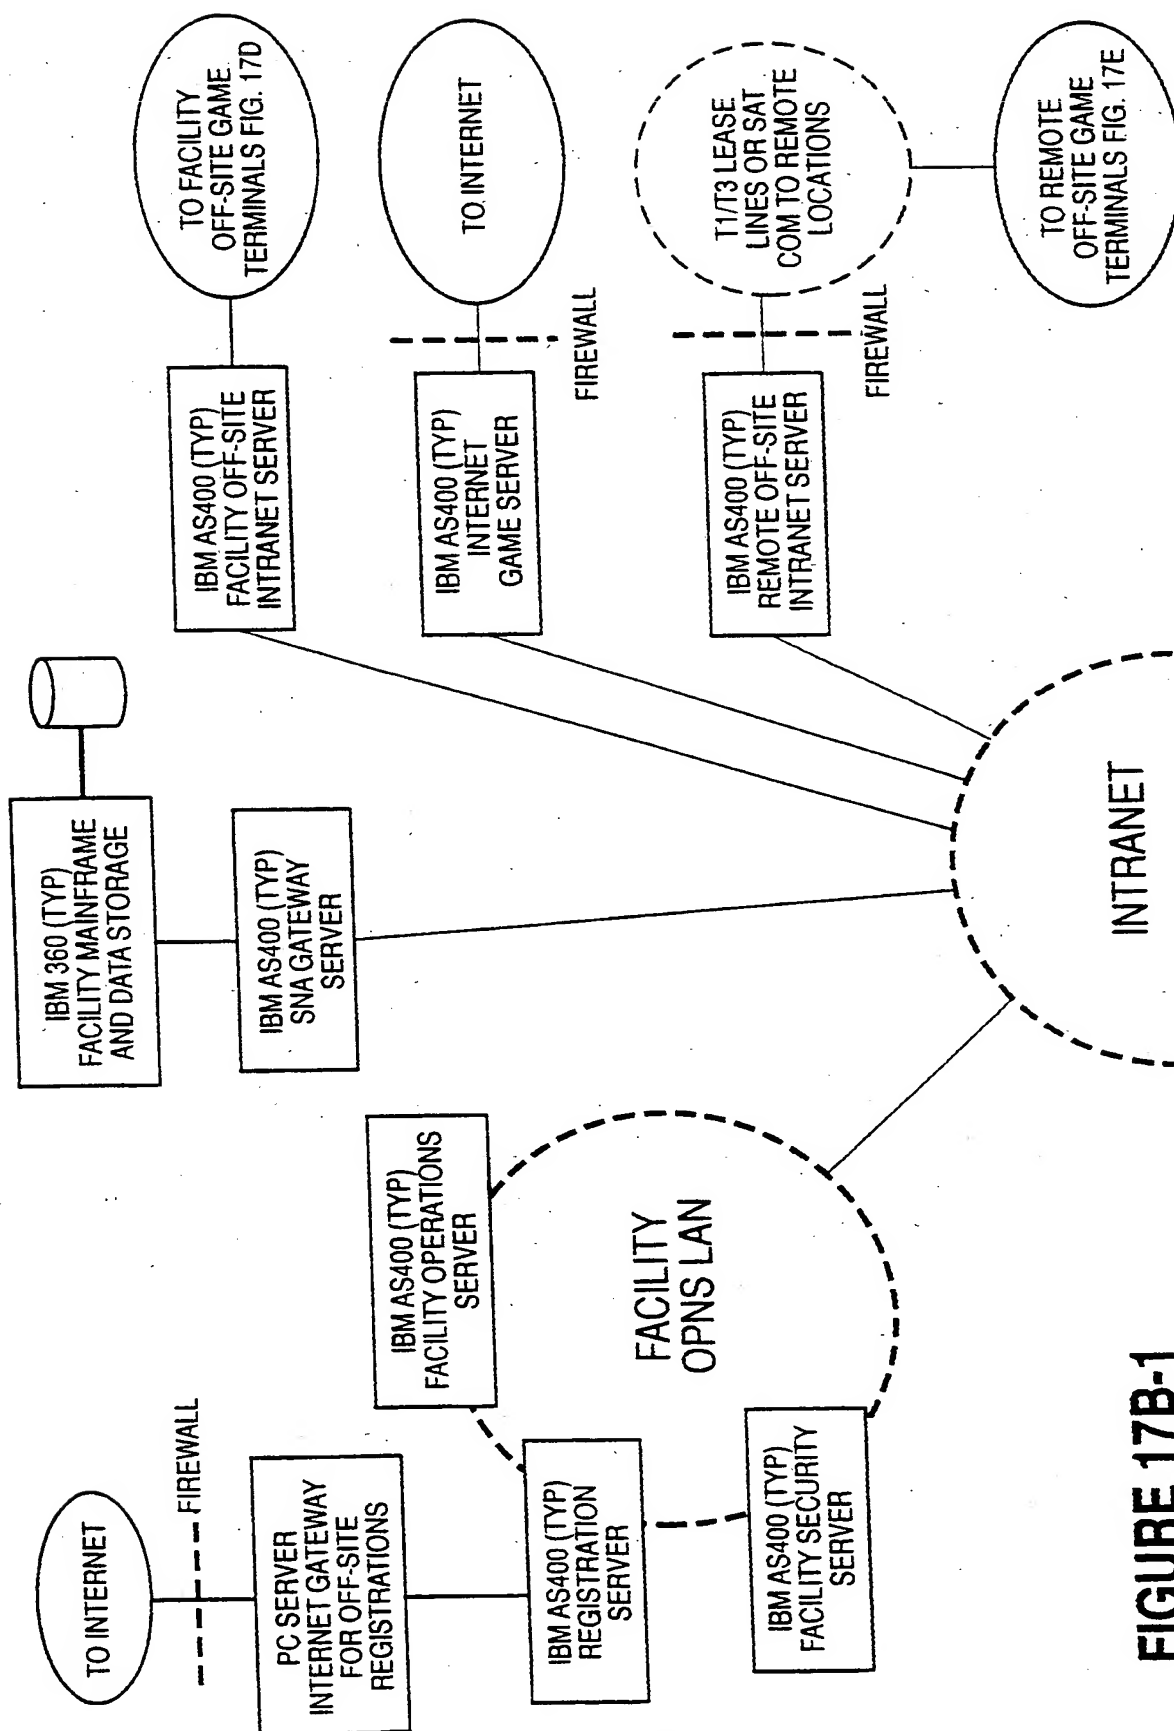 TO INTERNET
FIREWALL
PC SERVER
INTERNET GATEWAY
FOR OFF-SITE
REGISTRATIONS
IBM AS400 (TYP)
REGISTRATION
SERVER
IBM AS400 (TYP)
FACILITY SECURITY
SERVER
IBM AS400 (TYP)
FACILITY OPERATIONS
SERVER
FACILITY
OPNS LAN
IBM 360 (TYP)
FACILITY MAINFRAME
AND DATA STORAGE
IBM AS400 (TYP)
SNA GATEWAY
SERVER
INTRANET
IBM AS400 (TYP)
FACILITY OFF-SITE
INTRANET SERVER
TO FACILITY
OFF-SITE GAME
TERMINALS FIG. 17D
IBM AS400 (TYP)
INTERNET
GAME SERVER
FIREWALL
TO INTERNET
IBM AS400 (TYP)
REMOTE OFF-SITE
INTRANET SERVER
FIREWALL
T1/T3 LEASE
LINES OR SAT
COM TO REMOTE
LOCATIONS
TO REMOTE
OFF-SITE GAME
TERMINALS FIG. 17E
FIGURE 17B-1